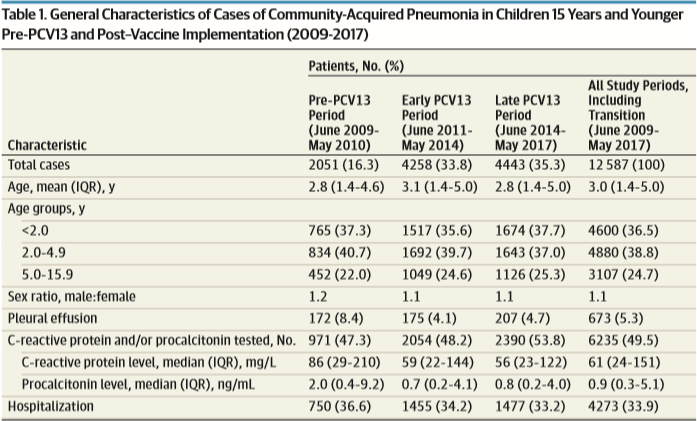 Table 1. General Characteristics of Cases of Community-Acquired Pneumonia in Children 15 Years and Younger
Pre-PCV13 and Post-Vaccine Implementation (2009-2017)
Patients, No. (%)
Characteristic | Pre-PCV13 Period (June 2009-May 2010) | Early PCV13 Period (June 2011-May 2014) | Late PCV13 Period (June 2014-May 2017) | All Study Periods, Including Transition (June 2009-May 2017)
Total cases 2051 (16.3) 4258 (33.8) 4443 (35.3) 12 587 (100)
Age, mean (IQR), y 2.8 (1.4-4.6) 3.1 (1.4-5.0) 2.8 (1.4-5.0) 3.0 (1.4-5.0)
Age groups, y
<2.0 765 (37.3) 1517 (35.6) 1674 (37.7) 4600 (36.5)
2.0-4.9 834 (40.7) 1692 (39.7) 1643 (37.0) 4880 (38.8)
5.0-15.9 452 (22.0) 1049 (24.6) 1126 (25.3) 3107 (24.7)
Sex ratio, male:female 1.2 1.1 1.1 1.1
Pleural effusion 172 (8.4) 175 (4.1) 207 (4.7) 673 (5.3)
C-reactive protein and/or procalcitonin tested, No. 971 (47.3) 2054 (48.2) 2390 (53.8) 6235 (49.5)
C-reactive protein level, median (IQR), mg/L 86 (29-210) 59 (22-144) 56 (23-122) 61 (24-151)
Procalcitonin level, median (IQR), ng/mL 2.0 (0.4-9.2) 0.7 (0.2-4.1) 0.8 (0.2-4.0) 0.9 (0.3-5.1)
Hospitalization 750 (36.6) 1455 (34.2) 1477 (33.2) 4273 (33.9)